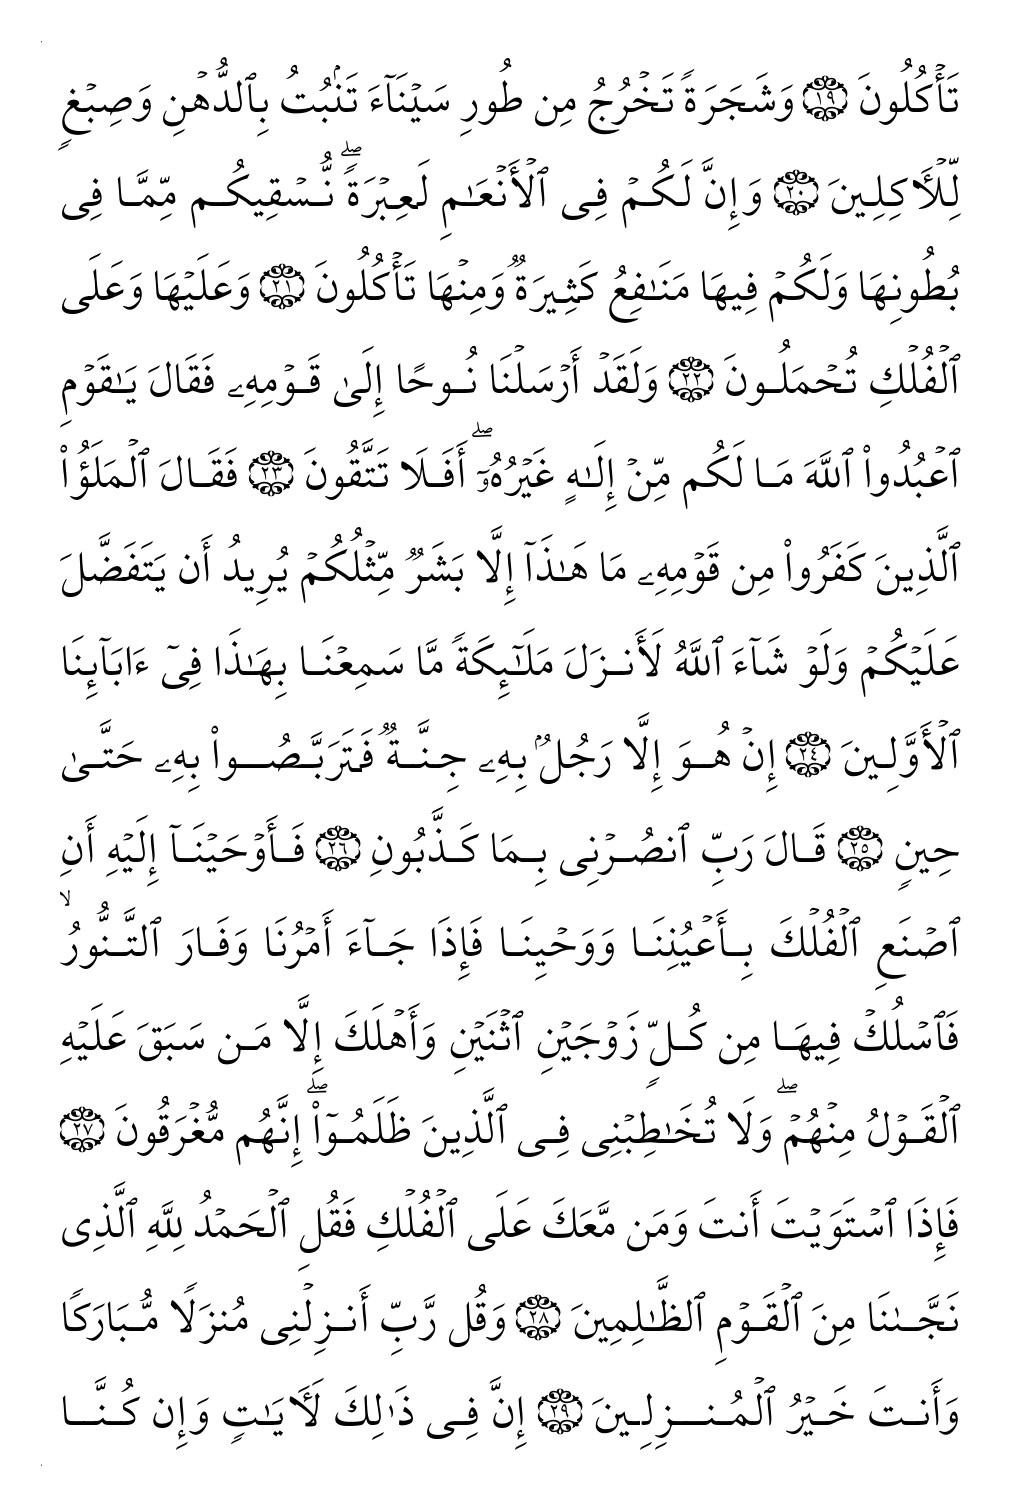 تَأۡكُلُونَ ١٩ وَشَجَرَةٗ تَخۡرُجُ مِن طُورِ سَيۡنَآءَ تَنۢبُتُ بِٱلدُّهۡنِ وَصِبۡغٖ
لِّلۡأٓكِلِينَ ٢٠ وَإِنَّ لَكُمۡ فِي ٱلۡأَنۡعَٰمِ لَعِبۡرَةٗۖ نُّسۡقِيكُم مِّمَّا فِي
بُطُونِهَا وَلَكُمۡ فِيهَا مَنَٰفِعُ كَثِيرَةٞ وَمِنۡهَا تَأۡكُلُونَ ٢١ وَعَلَيۡهَا وَعَلَى
ٱلۡفُلۡكِ تُحۡمَلُونَ ٢٢ وَلَقَدۡ أَرۡسَلۡنَا نُوحًا إِلَىٰ قَوۡمِهِۦ فَقَالَ يَٰقَوۡمِ
ٱعۡبُدُواْ ٱللَّهَ مَا لَكُم مِّنۡ إِلَٰهٍ غَيۡرُهُۥٓۖ أَفَلَا تَتَّقُونَ ٢٣ فَقَالَ ٱلۡمَلَؤُاْ
ٱلَّذِينَ كَفَرُواْ مِن قَوۡمِهِۦ مَا هَٰذَآ إِلَّا بَشَرٞ مِّثۡلُكُمۡ يُرِيدُ أَن يَتَفَضَّلَ
عَلَيۡكُمۡ وَلَوۡ شَآءَ ٱللَّهُ لَأَنزَلَ مَلَٰٓئِكَةٗ مَّا سَمِعۡنَا بِهَٰذَا فِيٓ ءَابَآئِنَا
ٱلۡأَوَّلِينَ ٢٤ إِنۡ هُوَ إِلَّا رَجُلُۢ بِهِۦ جِنَّةٞ فَتَرَبَّصُواْ بِهِۦ حَتَّىٰ
حِينٖ ٢٥ قَالَ رَبِّ ٱنصُرۡنِي بِمَا كَذَّبُونِ ٢٦ فَأَوۡحَيۡنَآ إِلَيۡهِ أَنِ
ٱصۡنَعِ ٱلۡفُلۡكَ بِأَعۡيُنِنَا وَوَحۡيِنَا فَإِذَا جَآءَ أَمۡرُنَا وَفَارَ ٱلتَّنُّورُ ۙ
فَٱسۡلُكۡ فِيهَا مِن كُلّٖ زَوۡجَيۡنِ ٱثۡنَيۡنِ وَأَهۡلَكَ إِلَّا مَن سَبَقَ عَلَيۡهِ
ٱلۡقَوۡلُ مِنۡهُمۡۖ وَلَا تُخَٰطِبۡنِي فِي ٱلَّذِينَ ظَلَمُوٓاْۖ إِنَّهُم مُّغۡرَقُونَ ٢٧
فَإِذَا ٱسۡتَوَيۡتَ أَنتَ وَمَن مَّعَكَ عَلَى ٱلۡفُلۡكِ فَقُلِ ٱلۡحَمۡدُ لِلَّهِ ٱلَّذِي
نَجَّىٰنَا مِنَ ٱلۡقَوۡمِ ٱلظَّٰلِمِينَ ٢٨ وَقُل رَّبِّ أَنزِلۡنِي مُنزَلٗا مُّبَارَكٗا
وَأَنتَ خَيۡرُ ٱلۡمُنزِلِينَ ٢٩ إِنَّ فِي ذَٰلِكَ لَأٓيَٰتٖ وَإِن كُنَّا